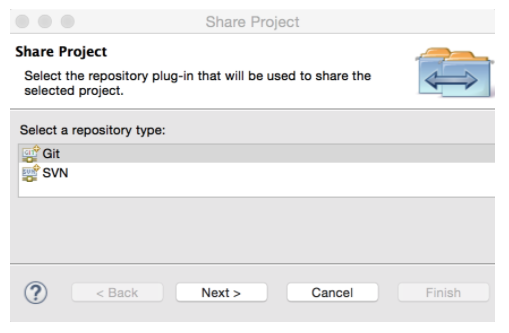 Share Project
Share Project
Select the repository plug-in that will be used to share the
selected project.
Select a repository type:
Git
SVN
?
< Back
Next >
Cancel
Finish